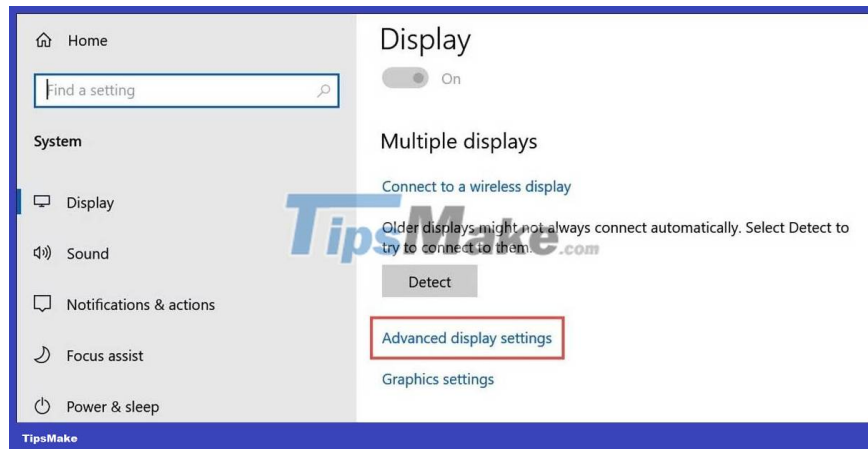 Home
Find a setting
System
Display
Sound
Notifications & actions
Focus assist
Power & sleep
Display
On
Multiple displays
Connect to a wireless display
Older displays might not always connect automatically. Select Detect to
try to connect to them.
Detect
Advanced display settings
Graphics settings
TipsMake.com
TipsMake